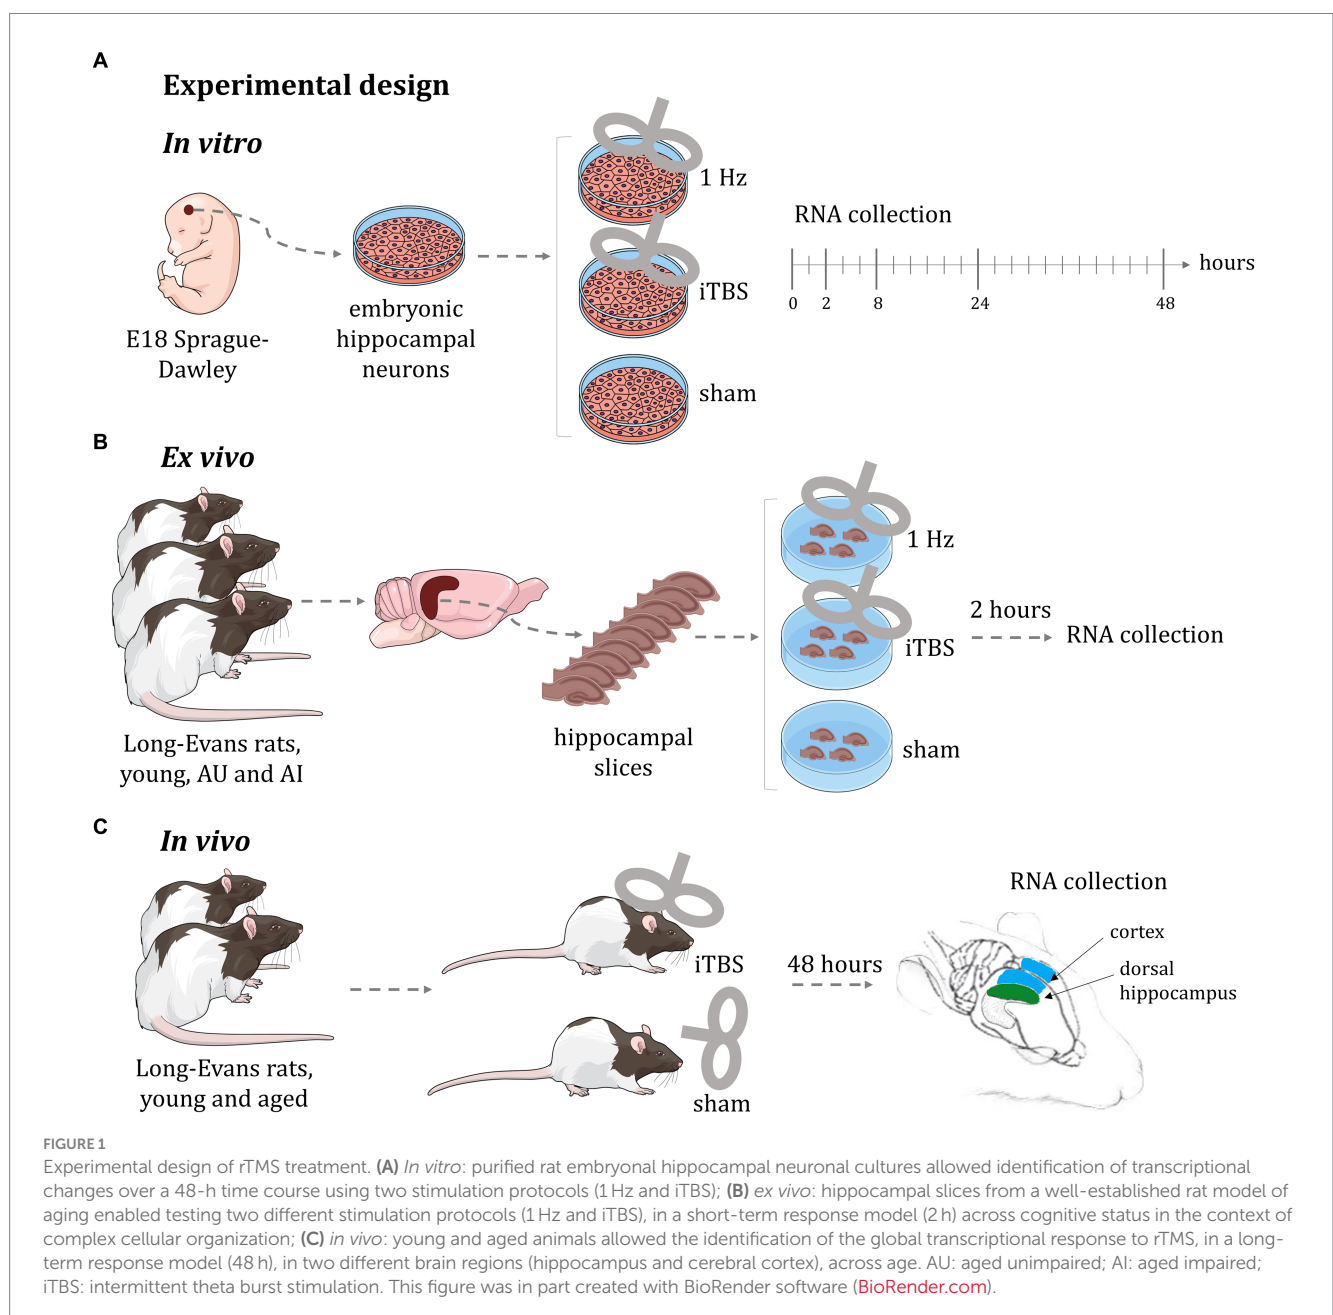 A
Experimental design
In vitro
E18 Sprague-
Dawley
embryonic
hippocampal
neurons
1 Hz
iTBS
sham
RNA collection
hours
0 2 8 24 48
B
Ex vivo
Long-Evans rats,
young, AU and AI
hippocampal
slices
1 Hz
iTBS
sham
2 hours
RNA collection
C
In vivo
Long-Evans rats,
young and aged
iTBS
sham
48 hours
RNA collection
cortex
dorsal
hippocampus
FIGURE 1
Experimental design of rTMS treatment. (A) In vitro: purified rat embryonal hippocampal neuronal cultures allowed identification of transcriptional
changes over a 48-h time course using two stimulation protocols (1 Hz and iTBS); (B) ex vivo: hippocampal slices from a well-established rat model of
aging enabled testing two different stimulation protocols (1 Hz and iTBS), in a short-term response model (2 h) across cognitive status in the context of
complex cellular organization; (C) in vivo: young and aged animals allowed the identification of the global transcriptional response to rTMS, in a long-
term response model (48 h), in two different brain regions (hippocampus and cerebral cortex), across age. AU: aged unimpaired; AI: aged impaired;
iTBS: intermittent theta burst stimulation. This figure was in part created with BioRender software (BioRender.com).